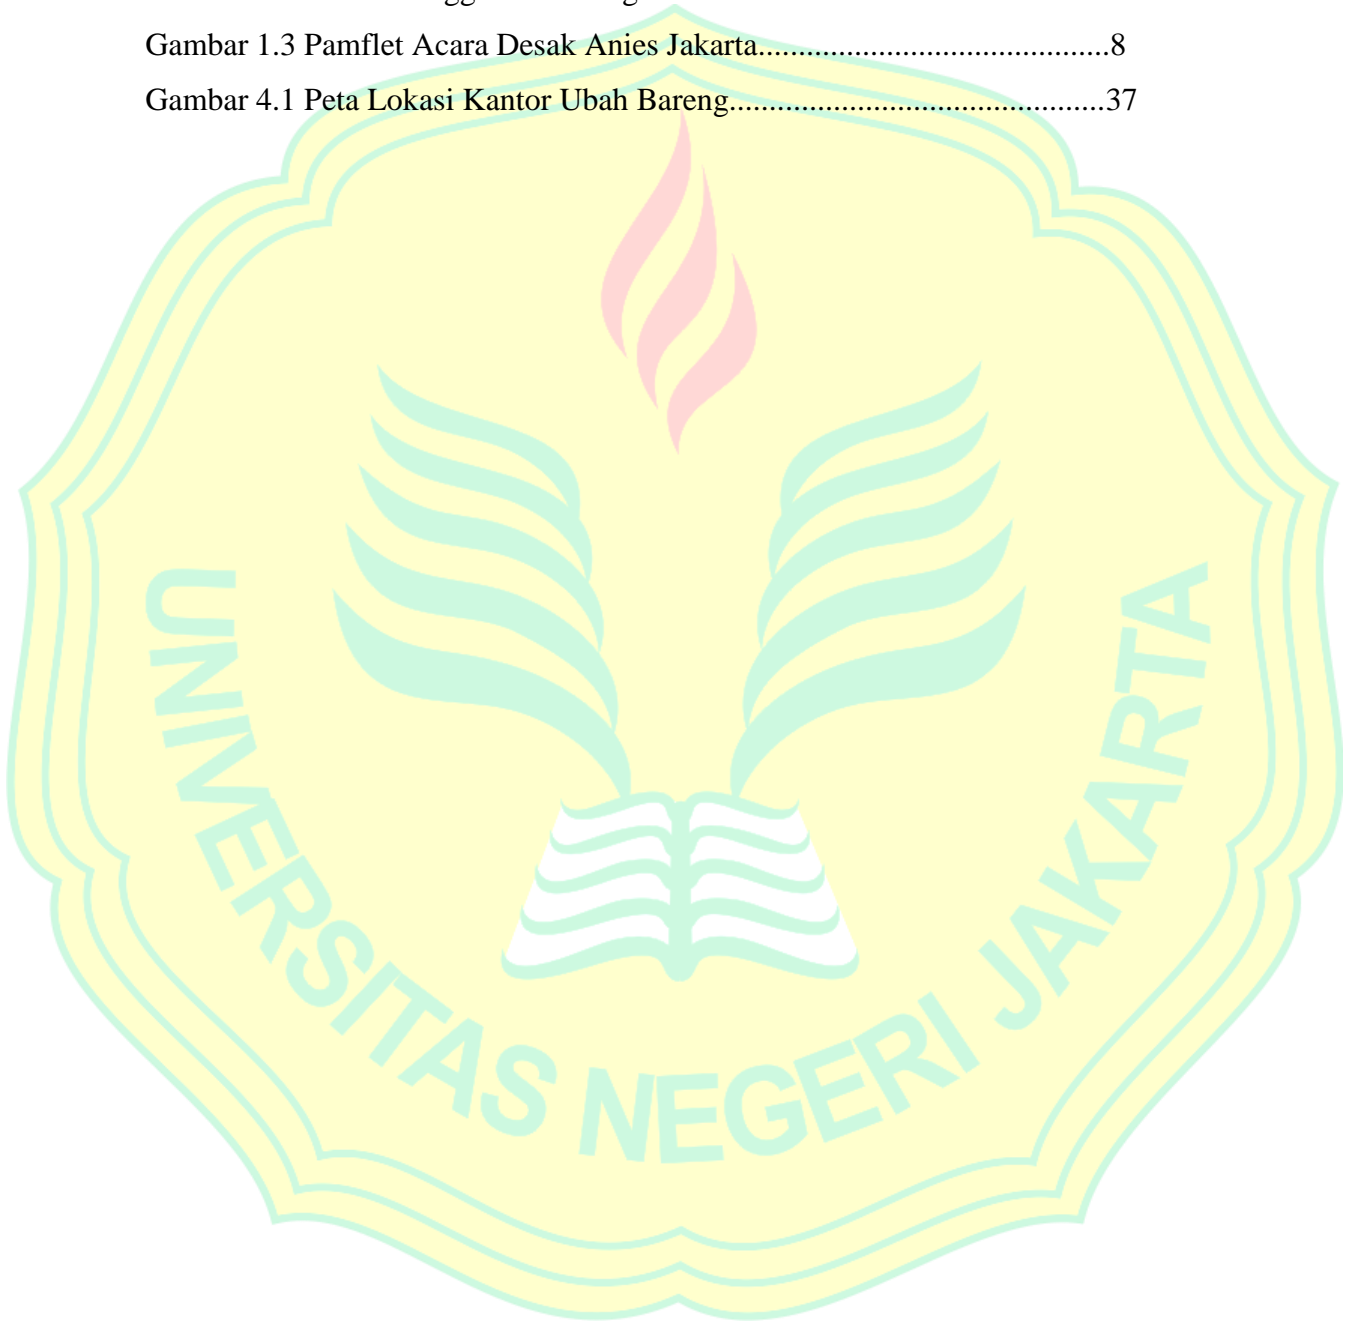 Gambar 1.3 Pamflet Acara Desak Anies Jakarta............................................8
Gambar 4.1 Peta Lokasi Kantor Ubah Bareng...............................................37
UNIVERSITAS NEGERI JAKARTA